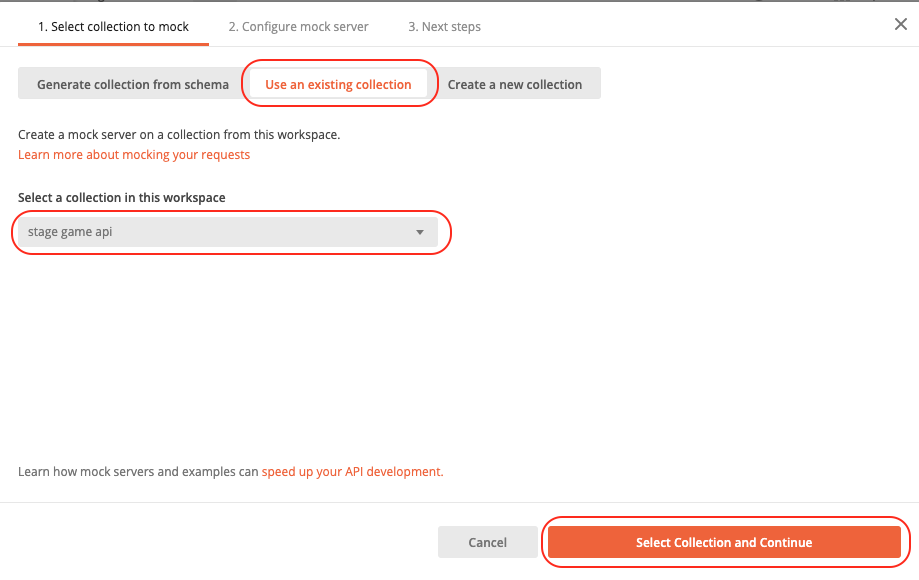 1. Select collection to mock
2. Configure mock server
3. Next steps
Generate collection from schema
Use an existing collection
Create a new collection
Create a mock server on a collection from this workspace.
Learn more about mocking your requests
Select a collection in this workspace
stage game api
Learn how mock servers and examples can speed up your API development.
Cancel
Select Collection and Continue